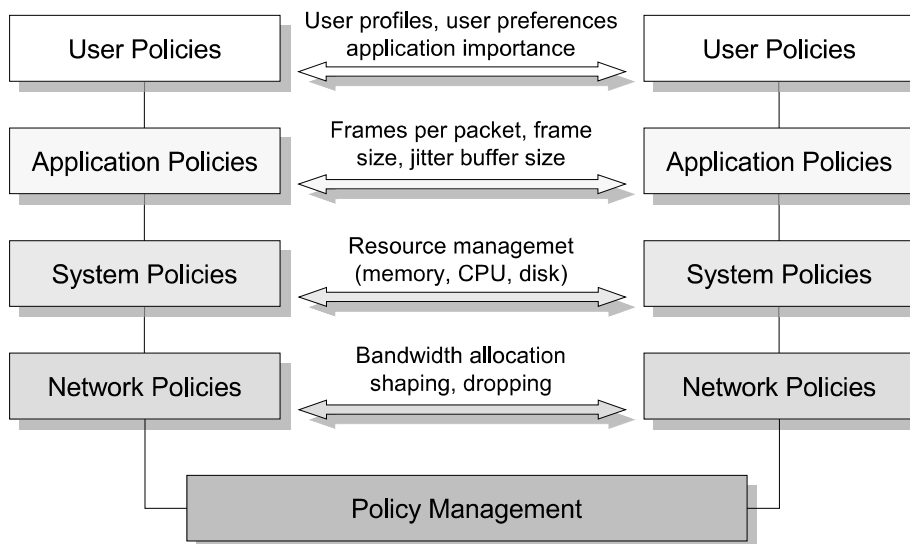 User Policies
User profiles, user preferences
application importance
User Policies
Application Policies
Frames per packet, frame
size, jitter buffer size
Application Policies
System Policies
Resource managemet
(memory, CPU, disk)
System Policies
Network Policies
Bandwidth allocation
shaping, dropping
Network Policies
Policy Management